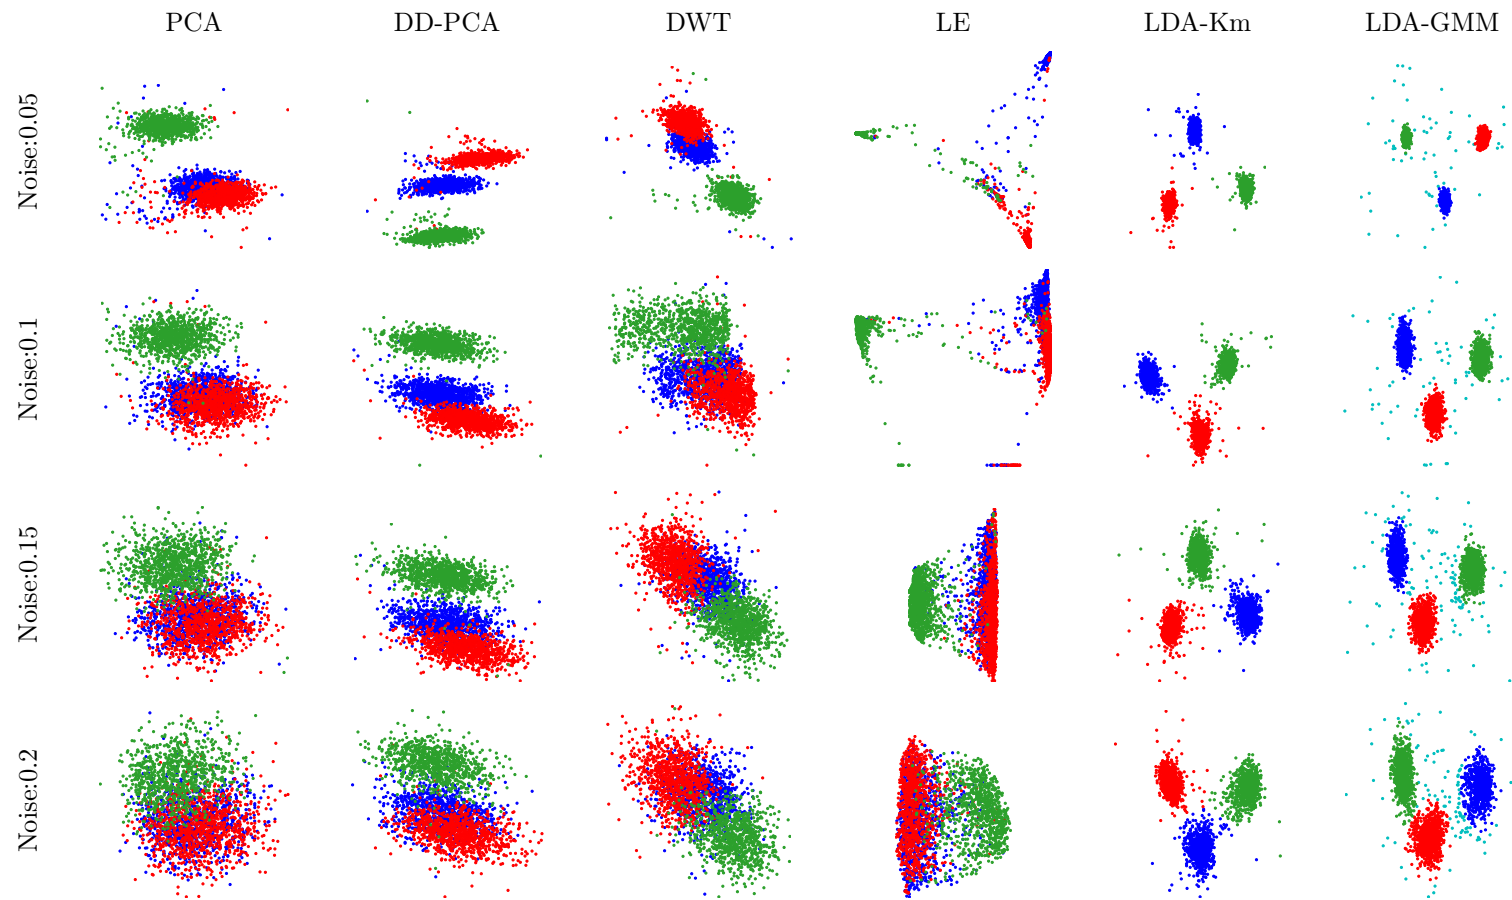 PCA DD-PCA DWT LE LDA-Km LDA-GMM
Noise:0.05
Noise:0.1
Noise:0.15
Noise:0.2